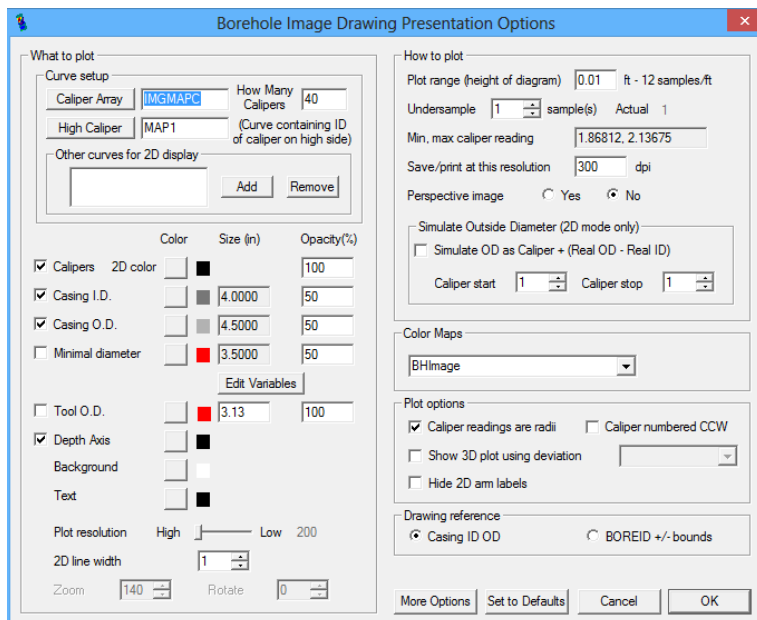 Borehole Image Drawing Presentation Options
What to plot
Curve setup
Caliper Array IMGMAPC How Many Calipers 40
High Caliper MAP1 (Curve containing ID of caliper on high side)
Other curves for 2D display
Add Remove
Color Size (in) Opacity(%)
Calipers 2D color 100
Casing I.D. 4.0000 50
Casing O.D. 4.5000 50
Minimal diameter 3.5000 50
Edit Variables
Tool O.D. 3.13 100
Depth Axis
Background
Text
Plot resolution High Low 200
2D line width 1
Zoom 140 Rotate 0
How to plot
Plot range (height of diagram) 0.01 ft - 12 samples/ft
Undersample 1 sample(s) Actual 1
Min, max caliper reading 1.86812, 2.13675
Save/print at this resolution 300 dpi
Perspective image Yes No
Simulate Outside Diameter (2D mode only)
Simulate OD as Caliper + (Real OD - Real ID)
Caliper start 1 Caliper stop 1
Color Maps
BHImage
Plot options
Caliper readings are radii Caliper numbered CCW
Show 3D plot using deviation
Hide 2D arm labels
Drawing reference
Casing ID OD BOREID +/- bounds
More Options Set to Defaults Cancel OK